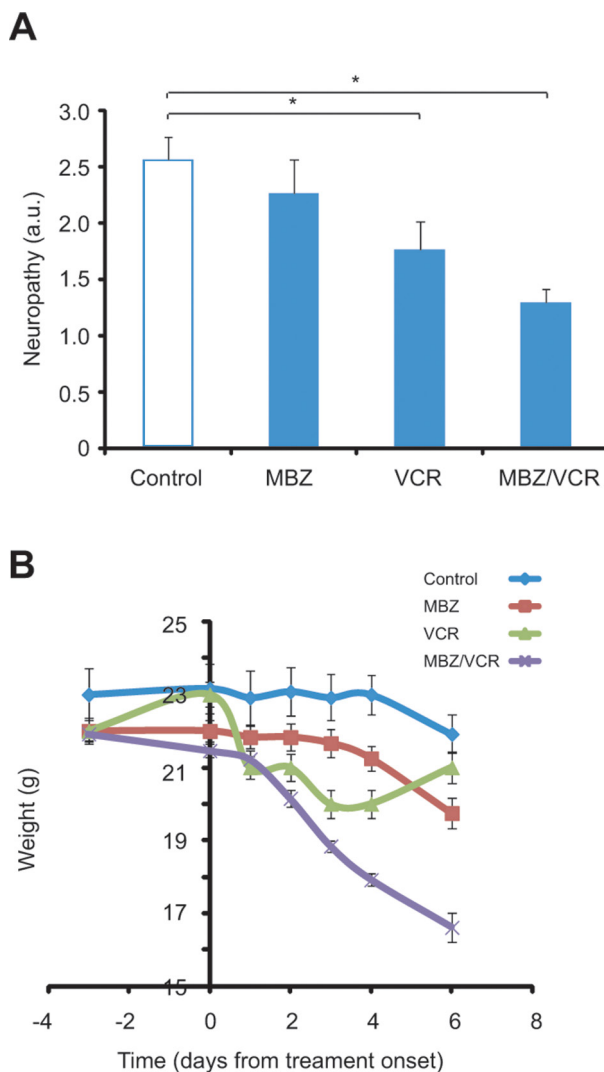 A
*
*
3.0
2.5
2.0
1.5
1.0
0.5
0
Neuropathy (a.u.)
Control MBZ VCR MBZ/VCR
B
Control
MBZ
VCR
MBZ/VCR
25
23
21
19
17
15
Weight (g)
-4 -2 0 2 4 6 8
Time (days from treament onset)